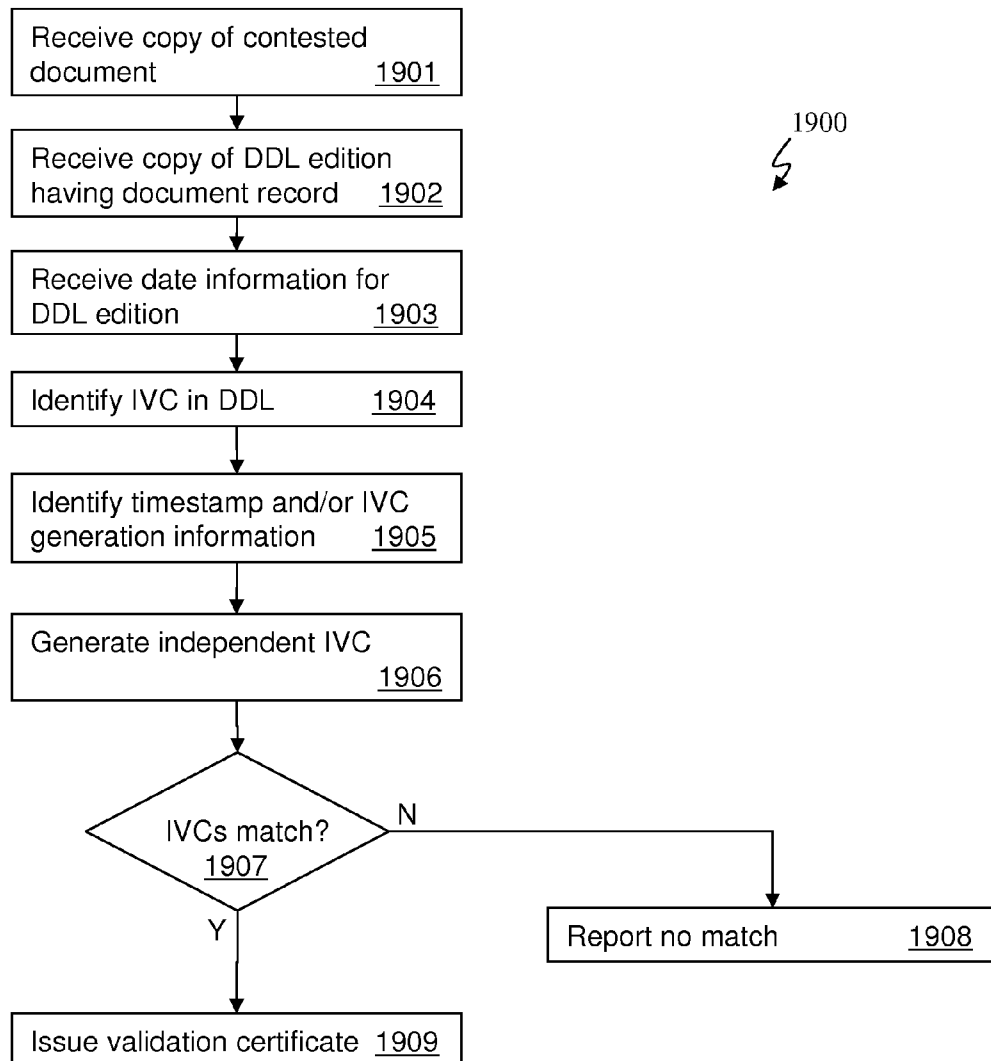 Receive copy of contested
document 1901
1900
Receive copy of DDL edition
having document record 1902
Receive date information for
DDL edition 1903
Identify IVC in DDL 1904
Identify timestamp and/or IVC
generation information 1905
Generate independent IVC
1906
IVCs match?
1907
N
Y
Report no match 1908
Issue validation certificate 1909